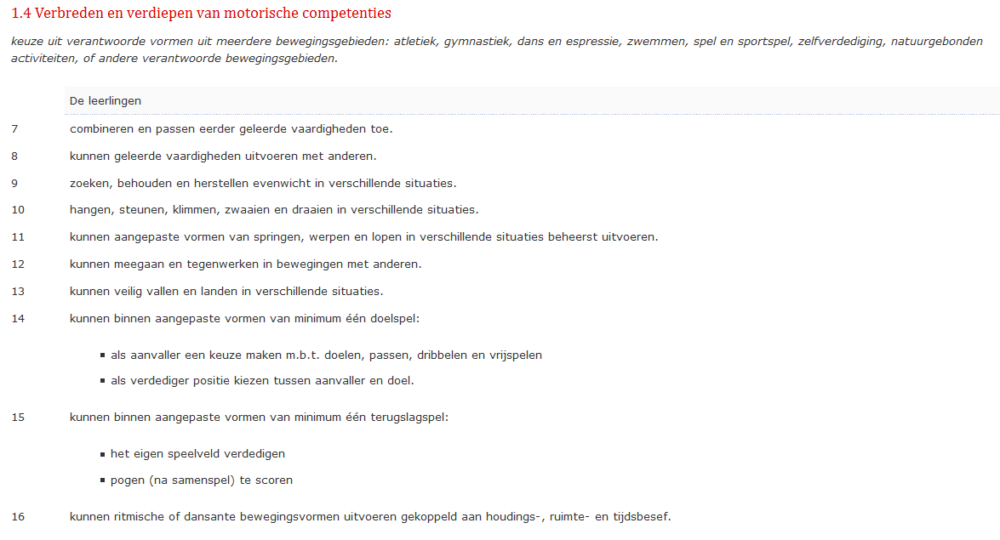 1.4 Verbreden en verdiepen van motorische competenties
keuze uit verantwoorde vormen uit meerdere bewegingsgebieden: atletiek, gymnastiek, dans en espressie, zwemmen, spel en sportspel, zelfverdediging, natuurgebonden
activiteiten, of andere verantwoorde bewegingsgebieden.
De leerlingen
7 combineren en passen eerder geleerde vaardigheden toe.
8 kunnen geleerde vaardigheden uitvoeren met anderen.
9 zoeken, behouden en herstellen evenwicht in verschillende situaties.
10 hangen, steunen, klimmen, zwaaien en draaien in verschillende situaties.
11 kunnen aangepaste vormen van springen, werpen en lopen in verschillende situaties beheerst uitvoeren.
12 kunnen meegaan en tegenwerken in bewegingen met anderen.
13 kunnen veilig vallen en landen in verschillende situaties.
14 kunnen binnen aangepaste vormen van minimum één doelspel:
▪ als aanvaller een keuze maken m.b.t. doelen, passen, dribbelen en vrijspelen
▪ als verdediger positie kiezen tussen aanvaller en doel.
15 kunnen binnen aangepaste vormen van minimum één terugslagspel:
▪ het eigen speelveld verdedigen
▪ pogen (na samenspel) te scoren
16 kunnen ritmische of dansante bewegingsvormen uitvoeren gekoppeld aan houdings-, ruimte- en tijdsbesef.